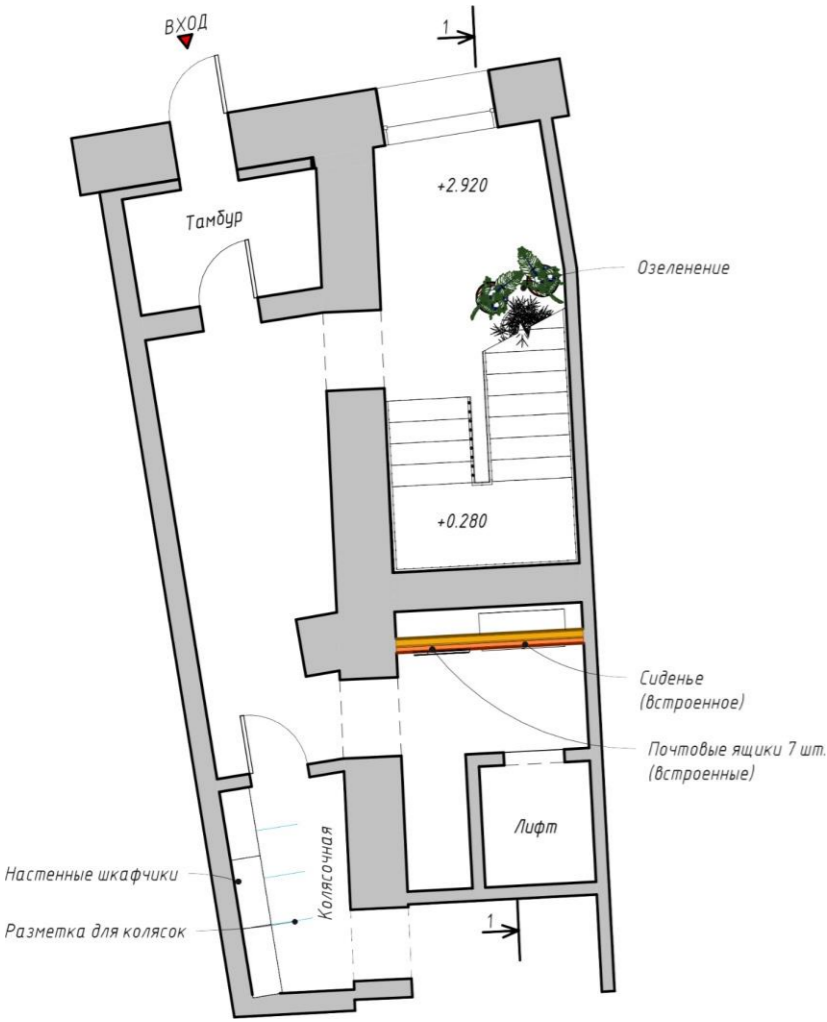 ВХОД
1
+2.920
Тамбур
Озеленение
+0.280
Сиденье
(встроенное)
Почтовые ящики 7 шт.
(встроенные)
Лифт
Настенные шкафчики
Колясочная
Разметка для колясок
1